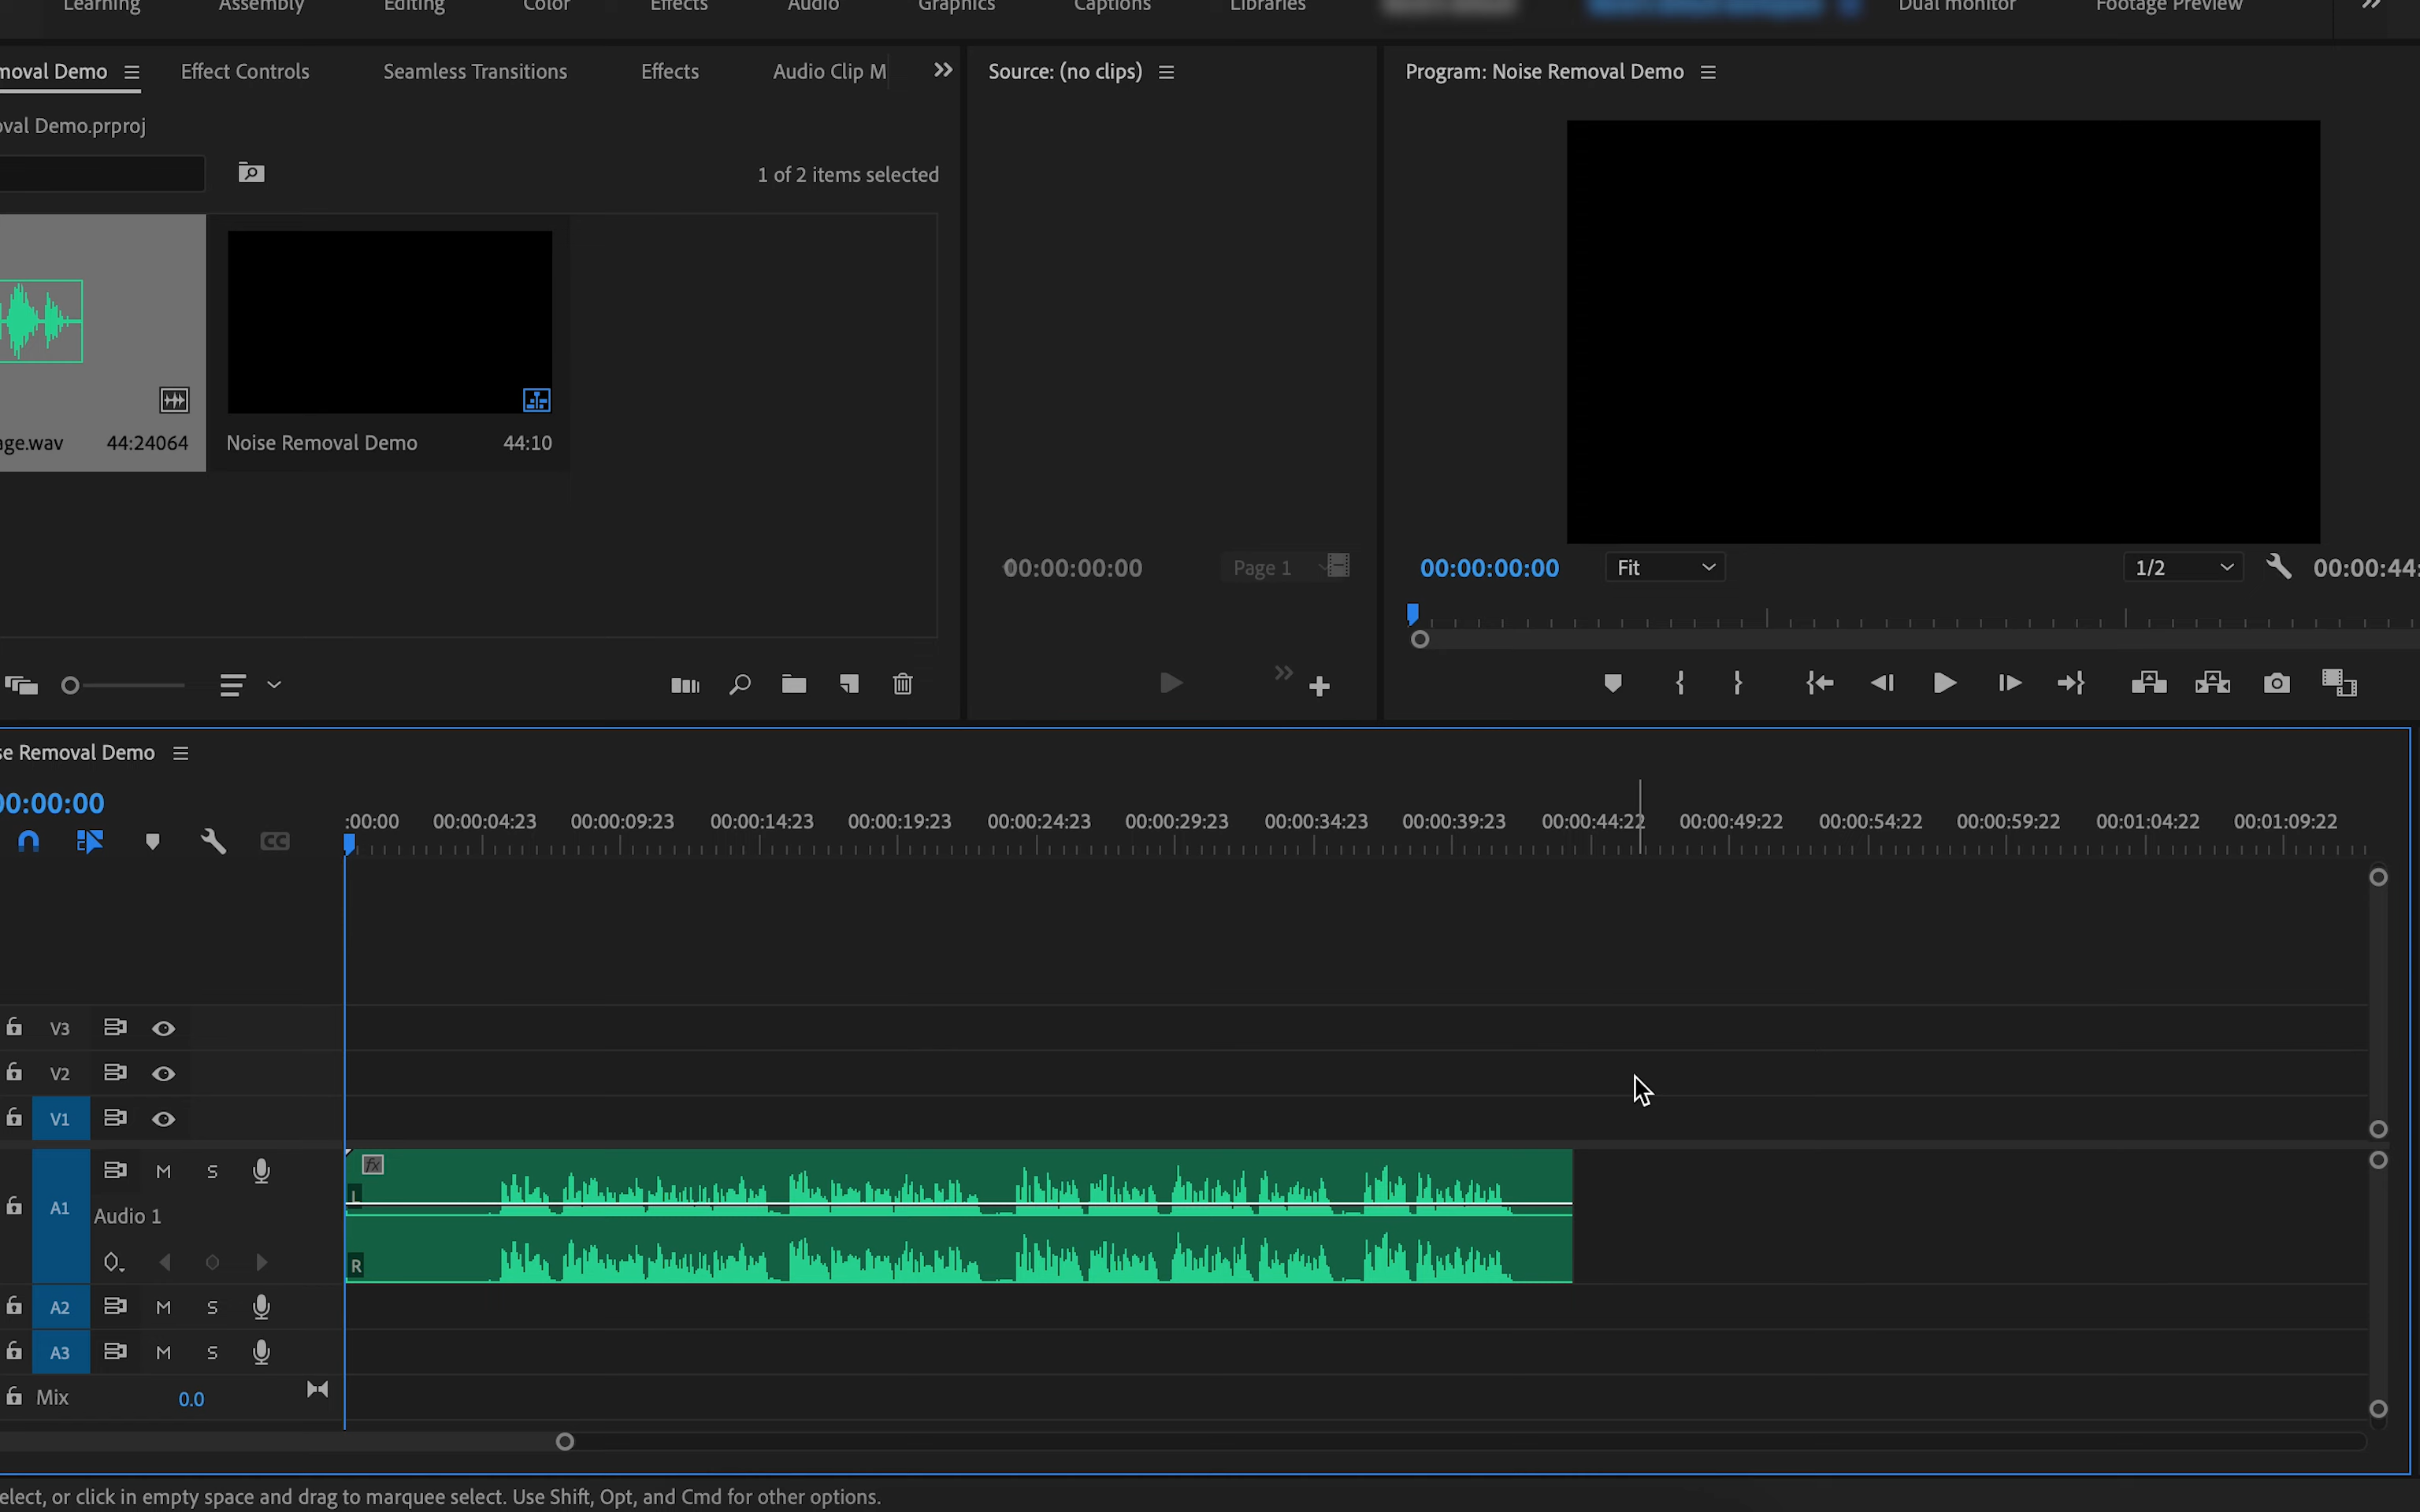 Learning Assembly Editing Color Effects Audio Graphics Captions Libraries Dual monitor Footage Preview
moval Demo Effect Controls Seamless Transitions Effects Audio Clip M Source: (no clips) Program: Noise Removal Demo
oval Demo.prproj
1 of 2 items selected
age.wav 44:24064 Noise Removal Demo 44:10
00:00:00:00 Page 1 00:00:00:00 Fit 1/2 00:00:44:
se Removal Demo
00:00:00
:00:00 00:00:04:23 00:00:09:23 00:00:14:23 00:00:19:23 00:00:24:23 00:00:29:23 00:00:34:23 00:00:39:23 00:00:44:22 00:00:49:22 00:00:54:22 00:00:59:22 00:01:04:22 00:01:09:22
CC
V3
V2
V1
fx
M S
L
A1 Audio 1
R
A2 M S
A3 M S
Mix 0.0
elect, or click in empty space and drag to marquee select. Use Shift, Opt, and Cmd for other options.